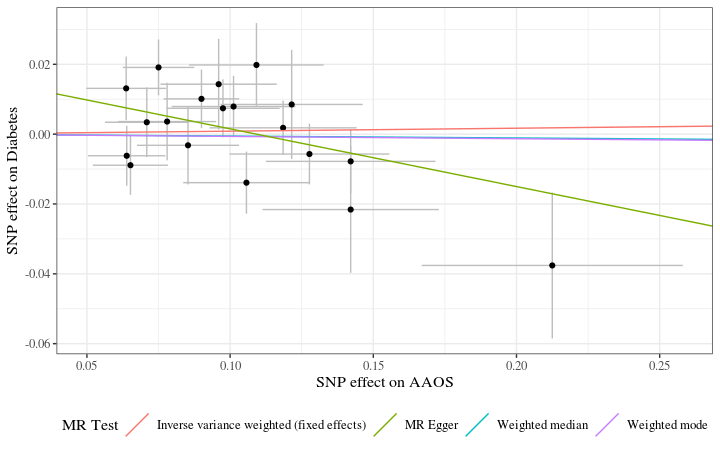 SNP effect on Diabetes
0.02
0.00
-0.02
-0.04
-0.06
0.05 0.10 0.15 0.20 0.25
SNP effect on AAOS
MR Test Inverse variance weighted (fixed effects) MR Egger Weighted median Weighted mode